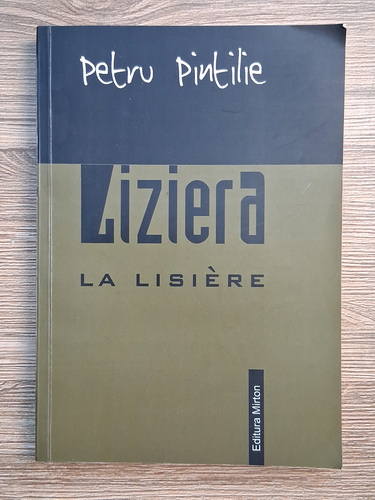 petru pintilie
Liziera
LA LISIÈRE
Editura Mirton